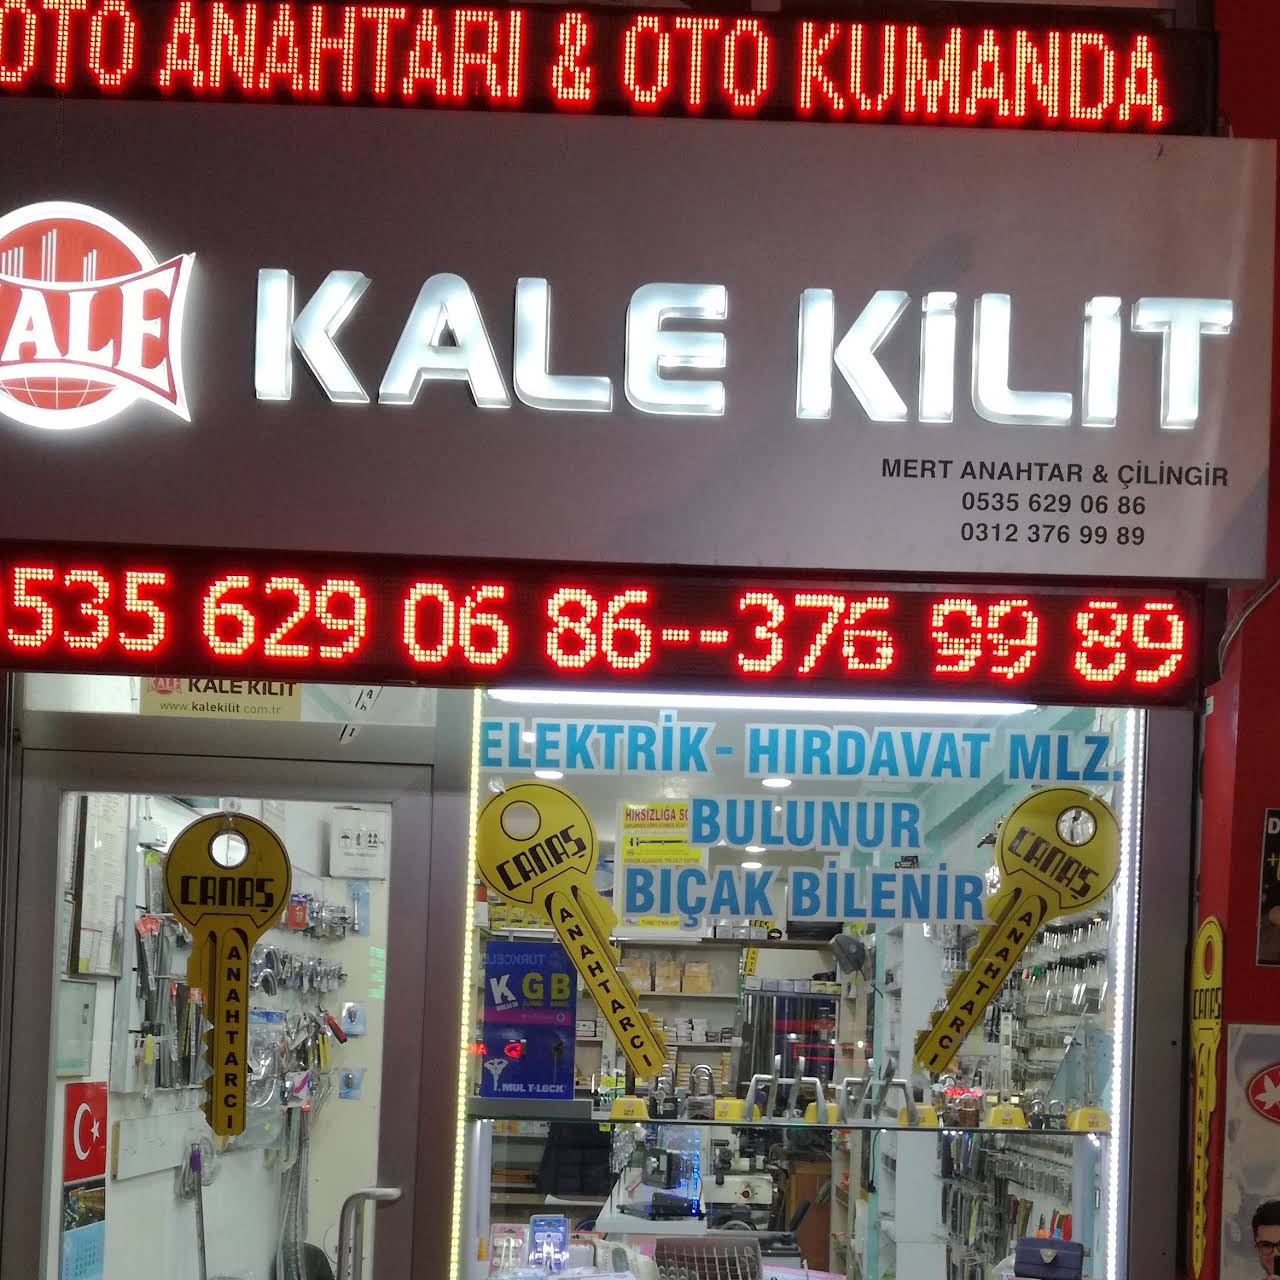 OTO ANAHTARI & OTO KUMANDA
KALE
KALE KİLİT
MERT ANAHTAR & ÇİLİNGİR
0535 629 06 86
0312 376 99 89
535 629 06 86--376 99 89
KALE KİLİT
www.kalekilit.com.tr
ELEKTRİK - HIRDAVAT MLZ.
BULUNUR
BIÇAK BİLENİR
HIRSIZLIĞA
CANAŞ
ANAHTARCI
CANAŞ
ANAHTARCI
CANAŞ
ANAHTARCI
CANAŞ
ANAHTARCI
TURKCELL
KGB
MUL-T-LOCK